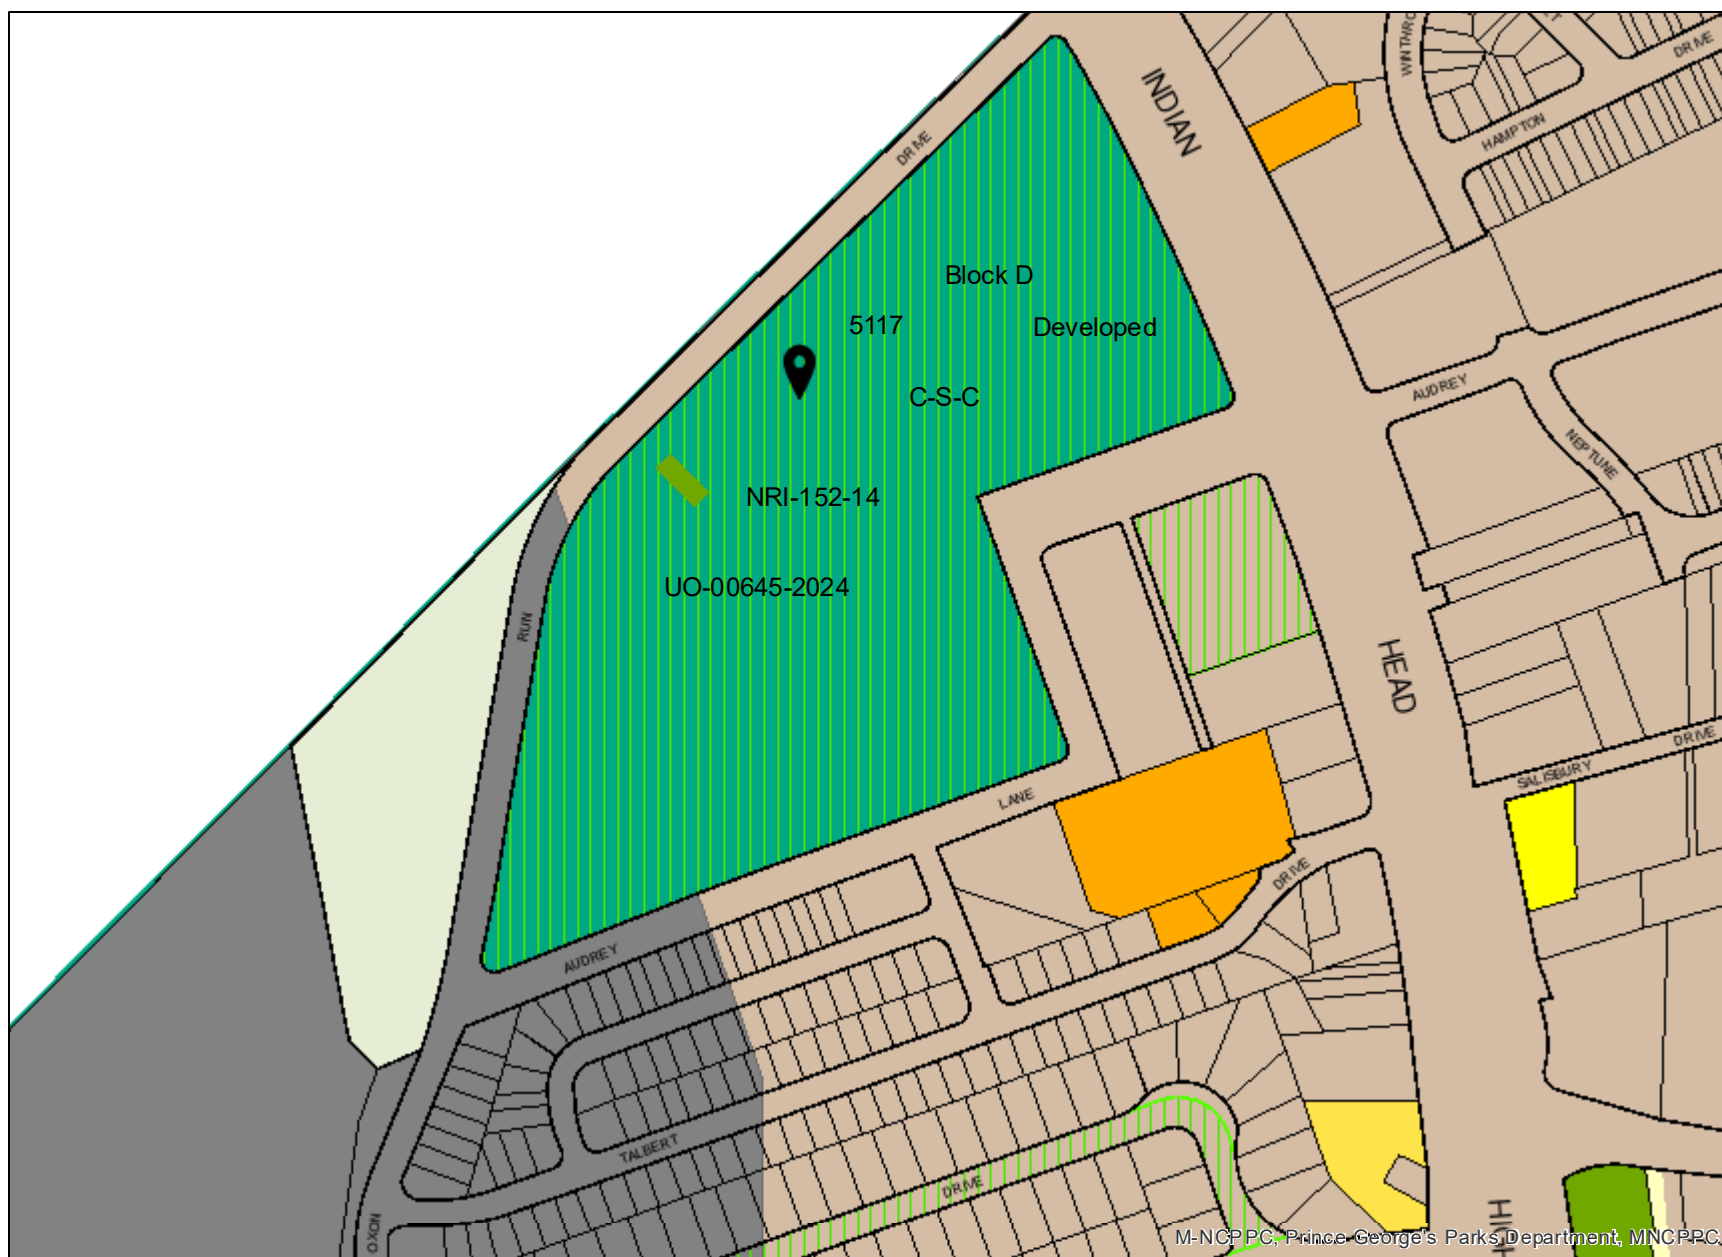 WINTHRO
DRIVE
HAMPTON
INDIAN
DRIVE
Block D
5117
Developed
C-S-C
AUDREY
NEPTUNE
NRI-152-14
UO-00645-2024
RUN
HEAD
DRIVE
SALISBURY
LANE
DRIVE
AUDREY
TALBERT
DRIVE
OXON
HIGH
M-NCPPC, Prince George's Parks Department, MNCPPC,